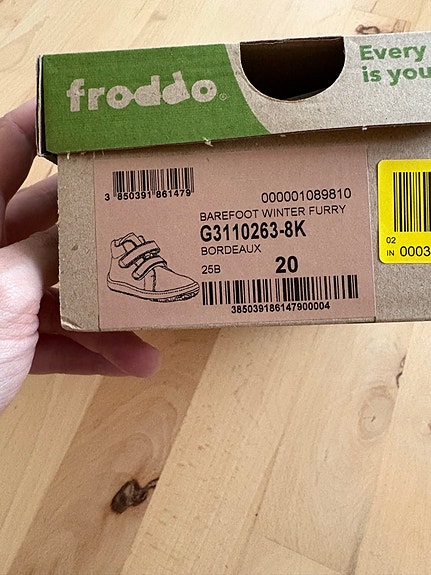 froddo®
Every
is you
3 850391 861479
000001089810
BAREFOOT WINTER FURRY
G3110263-8K
BORDEAUX
25B
20
38503918614790004
02
IN 0003